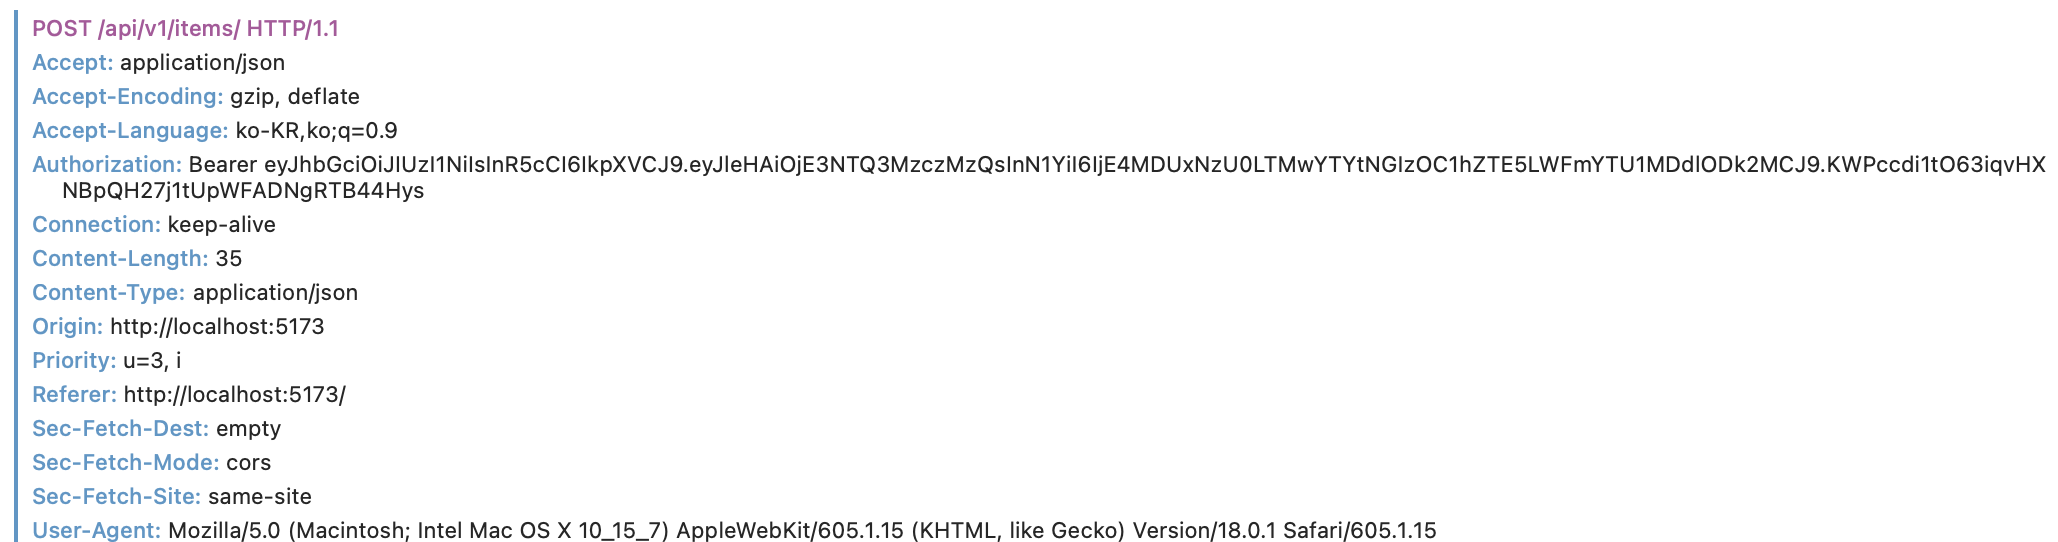 POST /api/v1/items/ HTTP/1.1
Accept: application/json
Accept-Encoding: gzip, deflate
Accept-Language: ko-KR,ko;q=0.9
Authorization: Bearer eyJhbGciOiJIUzI1NiIsInR5cCI6IkpXVCJ9.eyJleHAiOjE3NTQ3MzczMzQsInN1YiI6IjE4MDUxNzU0LTMwYTYtNGIzOC1hZTE5LWFmYTU1MDdlODk2MCJ9.KWPccdi1tO63iqvHX
NBpQH27j1tUpWFADNgRTB44Hys
Connection: keep-alive
Content-Length: 35
Content-Type: application/json
Origin: http://localhost:5173
Priority: u=3, i
Referer: http://localhost:5173/
Sec-Fetch-Dest: empty
Sec-Fetch-Mode: cors
Sec-Fetch-Site: same-site
User-Agent: Mozilla/5.0 (Macintosh; Intel Mac OS X 10_15_7) AppleWebKit/605.1.15 (KHTML, like Gecko) Version/18.0.1 Safari/605.1.15